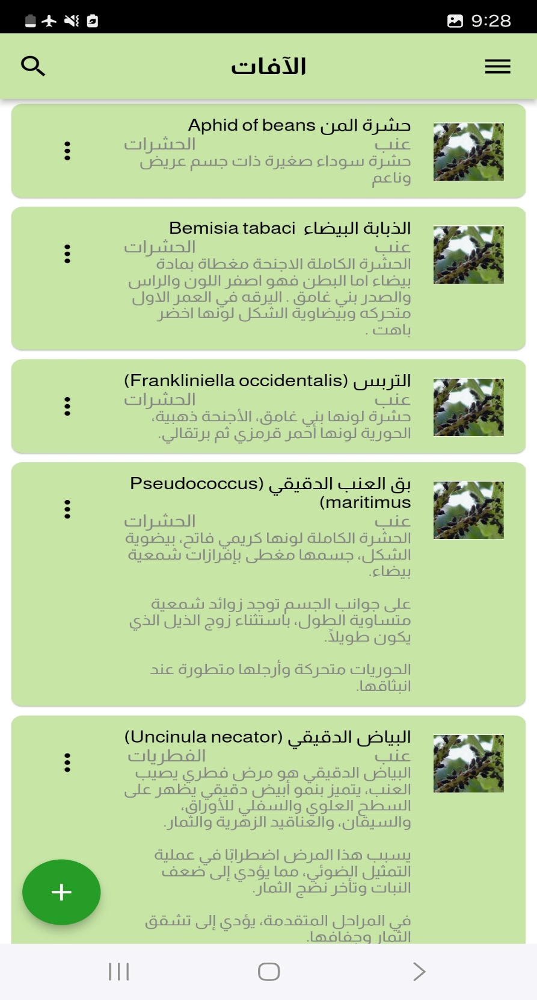 9:28
الآفات
حشرة المن Aphid of beans
عنب الحشرات
حشرة سوداء صغيرة ذات جسم عريض
وناعم
الذبابة البيضاء Bemisia tabaci
عنب الحشرات
الحشرة الكاملة الاجنحة مغطاة بمادة
بيضاء اما البطن فهو اصفر اللون والراس
والصدر بني غامق . اليرقه في العمر الاول
متحركه وبيضاوية الشكل لونها اخضر
باهت .
التربس (Frankliniella occidentalis)
عنب الحشرات
حشرة لونها بني غامق، الأجنحة ذهبية،
الحورية لونها أحمر قرمزي ثم برتقالي.
بق العنب الدقيقي (Pseudococcus
maritimus)
عنب الحشرات
الحشرة الكاملة لونها كريمي فاتح، بيضوية
الشكل، جسمها مغطى بإفرازات شمعية
بيضاء.
على جوانب الجسم توجد زوائد شمعية
متساوية الطول، باستثناء زوج الذيل الذي
يكون طويلاً.
الحوريات متحركة وأرجلها متطورة عند
انبثاقها.
البياض الدقيقي (Uncinula necator)
عنب الفطريات
البياض الدقيقي هو مرض فطري يصيب
العنب، يتميز بنمو أبيض دقيقي يظهر على
السطح العلوي والسفلي للأوراق،
والسيقان، والعناقيد الزهرية والثمار.
يسبب هذا المرض اضطرابًا في عملية
التمثيل الضوئي، مما يؤدي إلى ضعف
النبات وتأخر نضج الثمار.
في المراحل المتقدمة، يؤدي إلى تشقق
الثمار وجفافها.